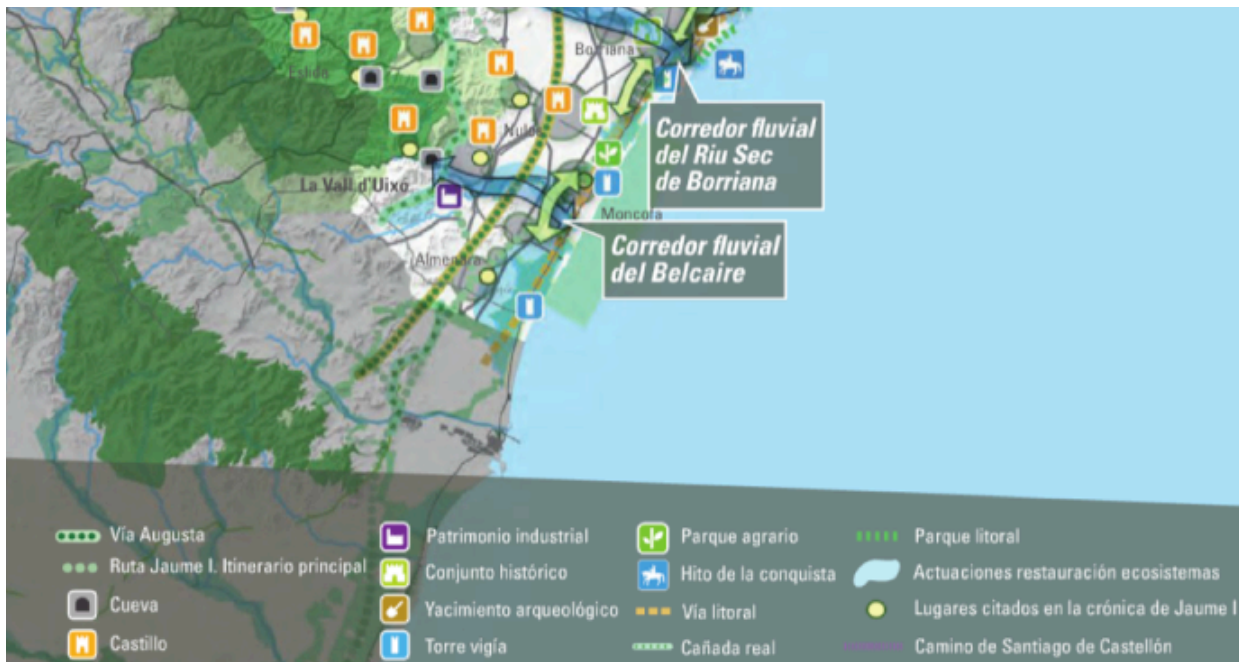 Borriana
Eslida
Nules
Corredor fluvial
del Riu Sec
de Borriana
La Vall d'Uixó
Moncofa
Corredor fluvial
del Belcaire
Almenara
Vía Augusta
Ruta Jaume I. Itinerario principal
Cueva
Castillo
Patrimonio industrial
Conjunto histórico
Yacimiento arqueológico
Torre vigía
Parque agrario
Hito de la conquista
Vía litoral
Cañada real
Parque litoral
Actuaciones restauración ecosistemas
Lugares citados en la crónica de Jaume I
Camino de Santiago de Castellón